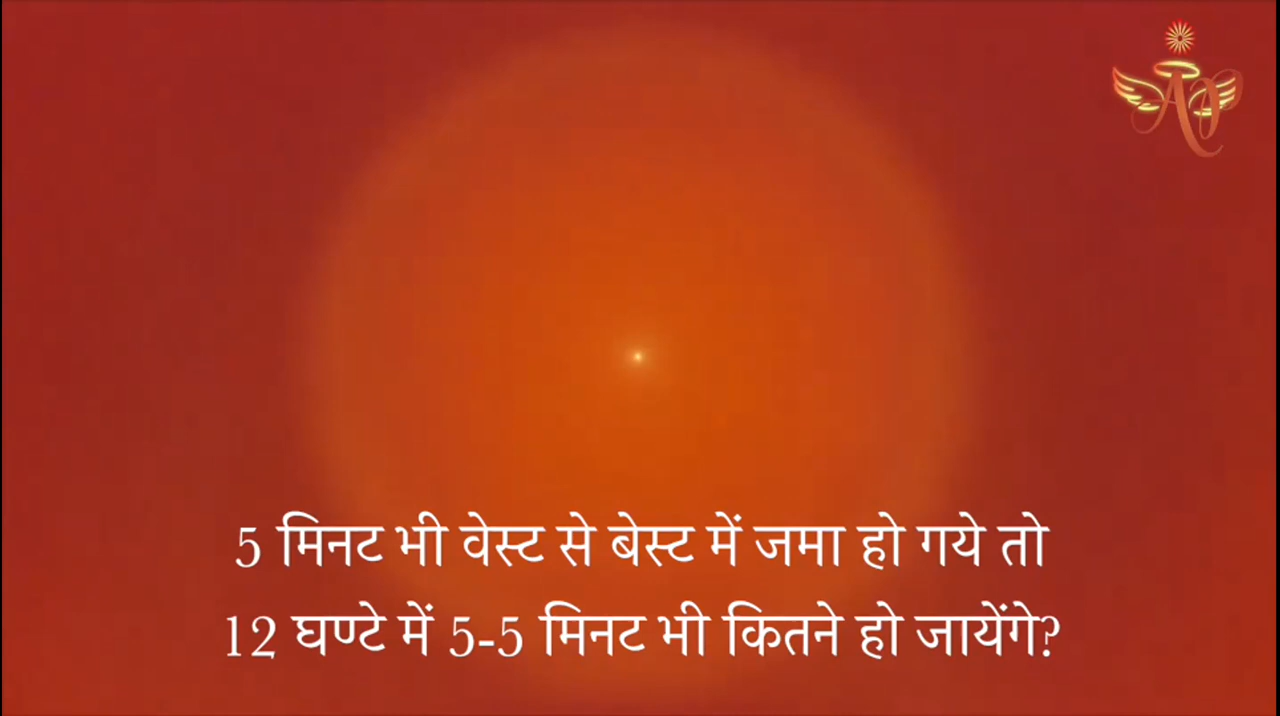 5 मिनट भी वेस्ट से बेस्ट में जमा हो गये तो
12 घण्टे में 5-5 मिनट भी कितने हो जायेंगे?